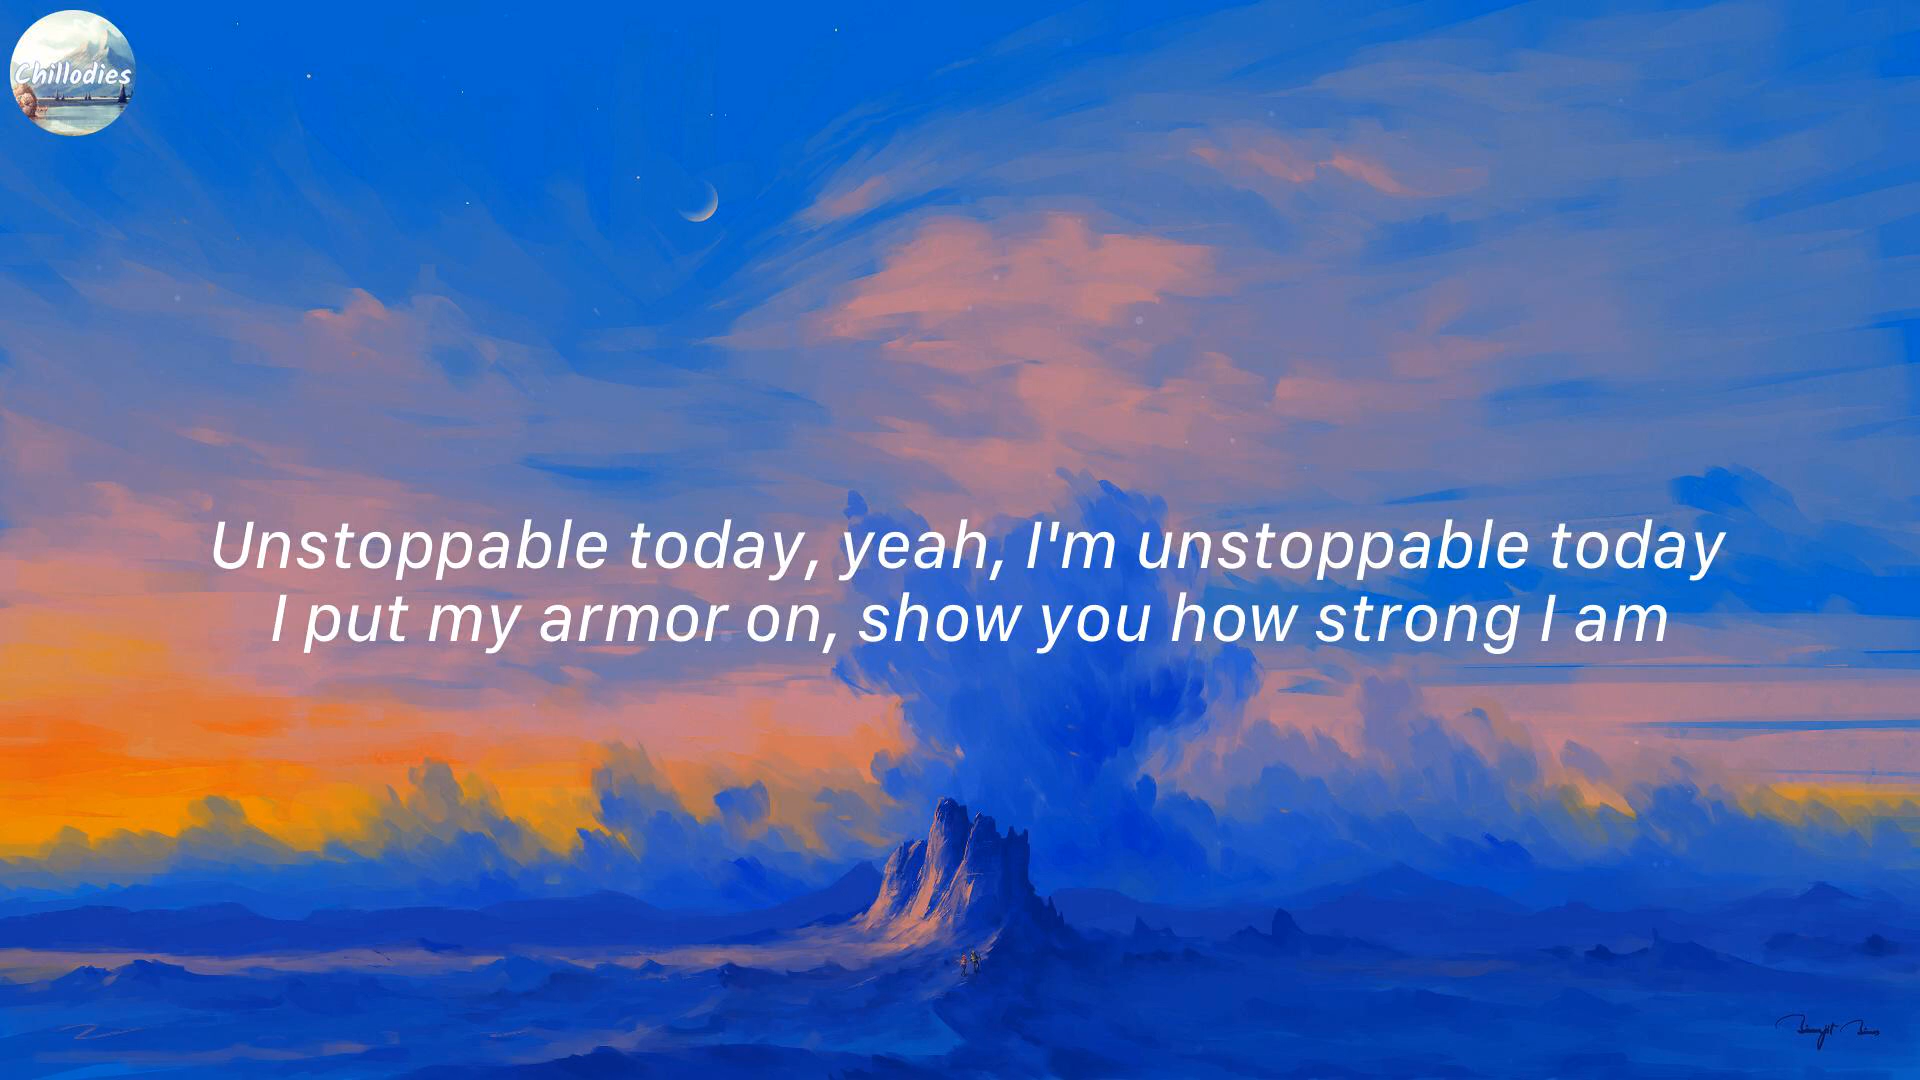 Chillodies
Unstoppable today, yeah, I'm unstoppable today
I put my armor on, show you how strong I am